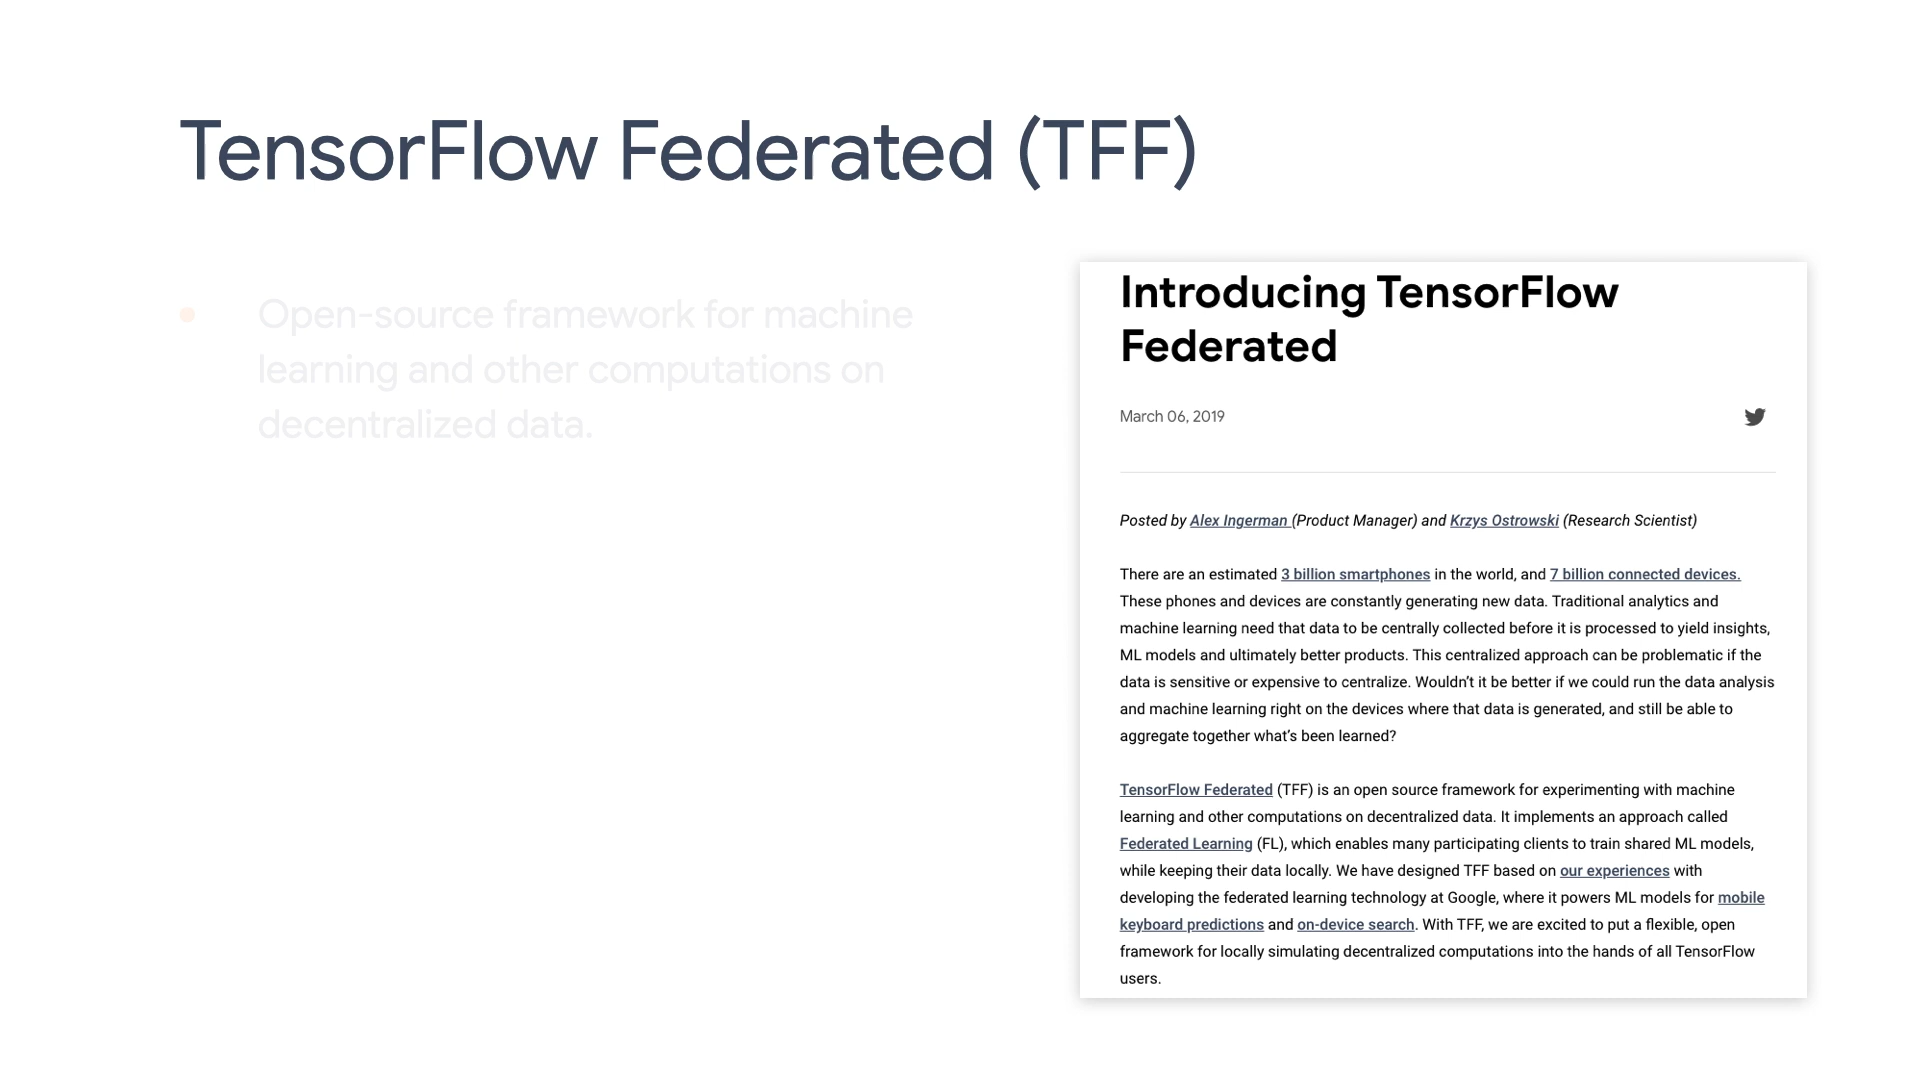 TensorFlow Federated (TFF)
Open-source framework for machine
learning and other computations on
decentralized data.
Introducing TensorFlow
Federated
March 06, 2019
Posted by Alex Ingerman (Product Manager) and Krzys Ostrowski (Research Scientist)
There are an estimated 3 billion smartphones in the world, and 7 billion connected devices.
These phones and devices are constantly generating new data. Traditional analytics and
machine learning need that data to be centrally collected before it is processed to yield insights,
ML models and ultimately better products. This centralized approach can be problematic if the
data is sensitive or expensive to centralize. Wouldn’t it be better if we could run the data analysis
and machine learning right on the devices where that data is generated, and still be able to
aggregate together what’s been learned?
TensorFlow Federated (TFF) is an open source framework for experimenting with machine
learning and other computations on decentralized data. It implements an approach called
Federated Learning (FL), which enables many participating clients to train shared ML models,
while keeping their data locally. We have designed TFF based on our experiences with
developing the federated learning technology at Google, where it powers ML models for mobile
keyboard predictions and on-device search. With TFF, we are excited to put a flexible, open
framework for locally simulating decentralized computations into the hands of all TensorFlow
users.